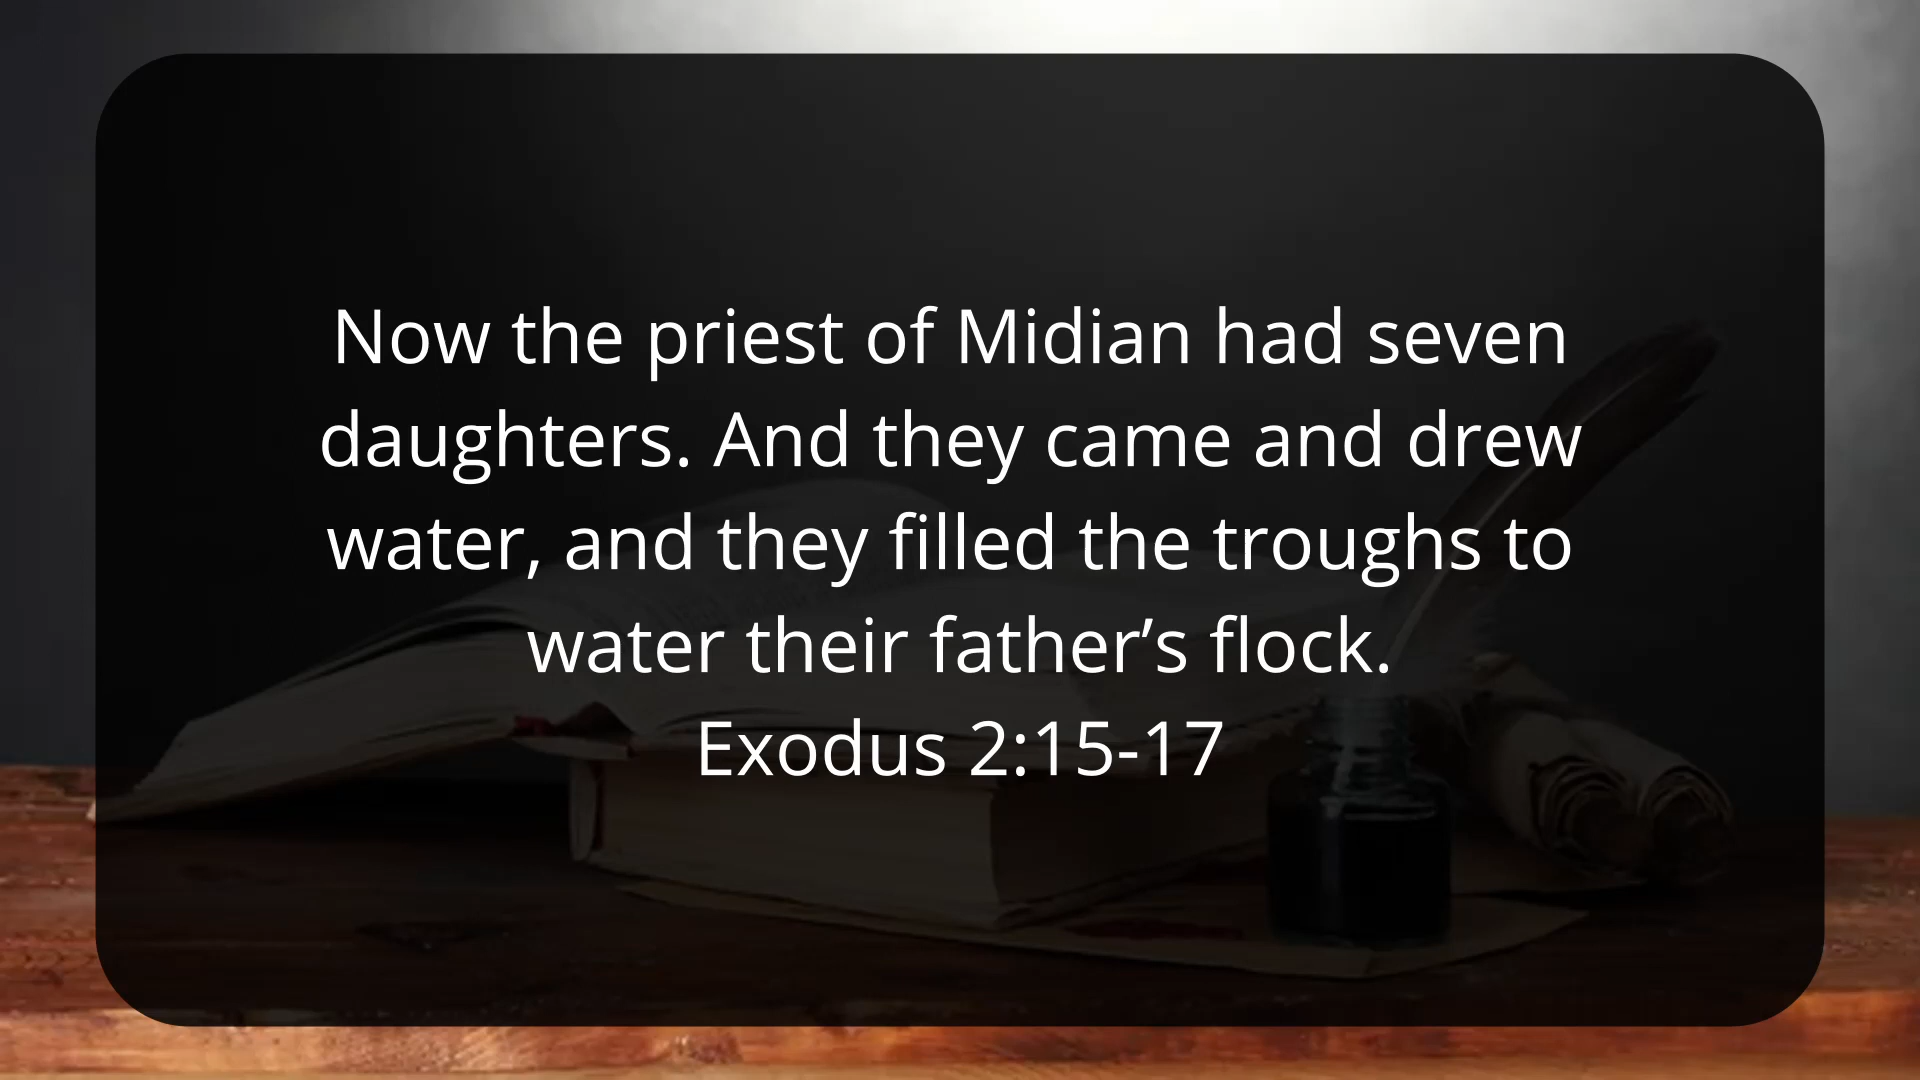 Now the priest of Midian had seven
daughters. And they came and drew
water, and they filled the troughs to
water their father’s flock.
Exodus 2:15-17